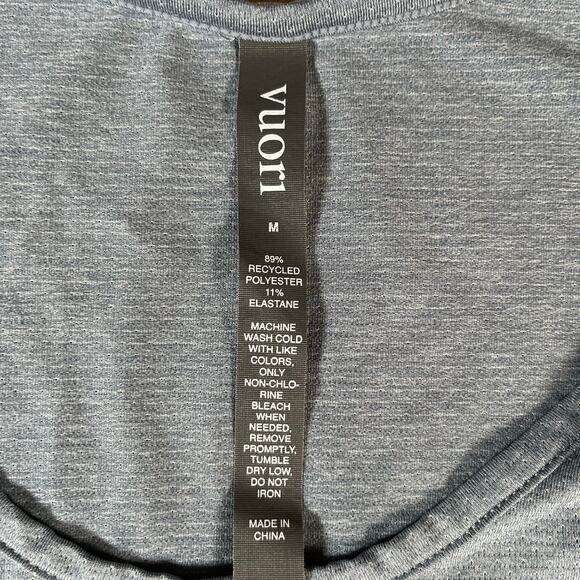 vuori
M
89%
RECYCLED
POLYESTER
11%
ELASTANE
MACHINE
WASH COLD
WITH LIKE
COLORS,
ONLY
NON-CHLO-
RINE
BLEACH
WHEN
NEEDED,
REMOVE
PROMPTLY,
TUMBLE
DRY LOW,
DO NOT
IRON
MADE IN
CHINA